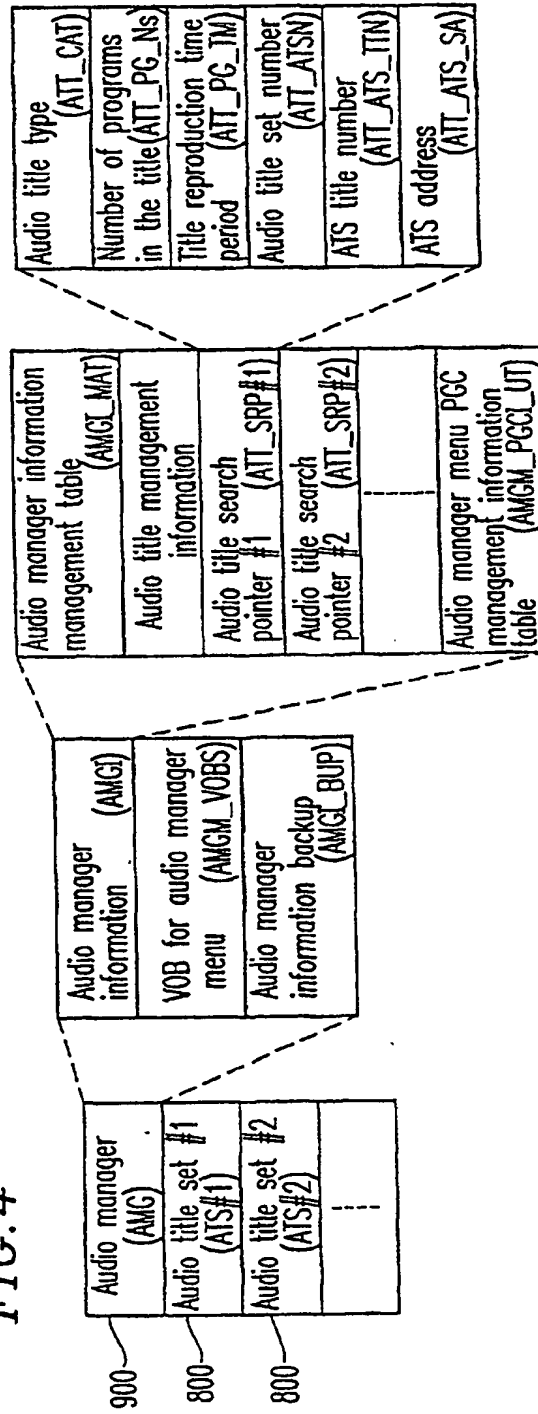 FIG. 4
900
800
800
Audio manager
(AMG)
Audio title set #1
(ATS#1)
Audio title set #2
(ATS#2)
Audio manager
information (AMGI)
VOB for audio manager
menu (AMGM_VOBS)
Audio manager
information backup
(AMGI_BUP)
Audio manager information
management table
(AMGI_MAT)
Audio title management
information
Audio title search
pointer #1 (ATT_SRP#1)
Audio title search
pointer #2 (ATT_SRP#2)
Audio manager menu PGC
management information
table (AMGM_PGCI_UT)
Audio title type
(ATT_CAT)
Number of programs
in the title (ATT_PG_Ns)
Title reproduction time
period (ATT_PG_TM)
Audio title set number
(ATT_ATSN)
ATS title number
(ATT_ATS_TTN)
ATS address
(ATT_ATS_SA)